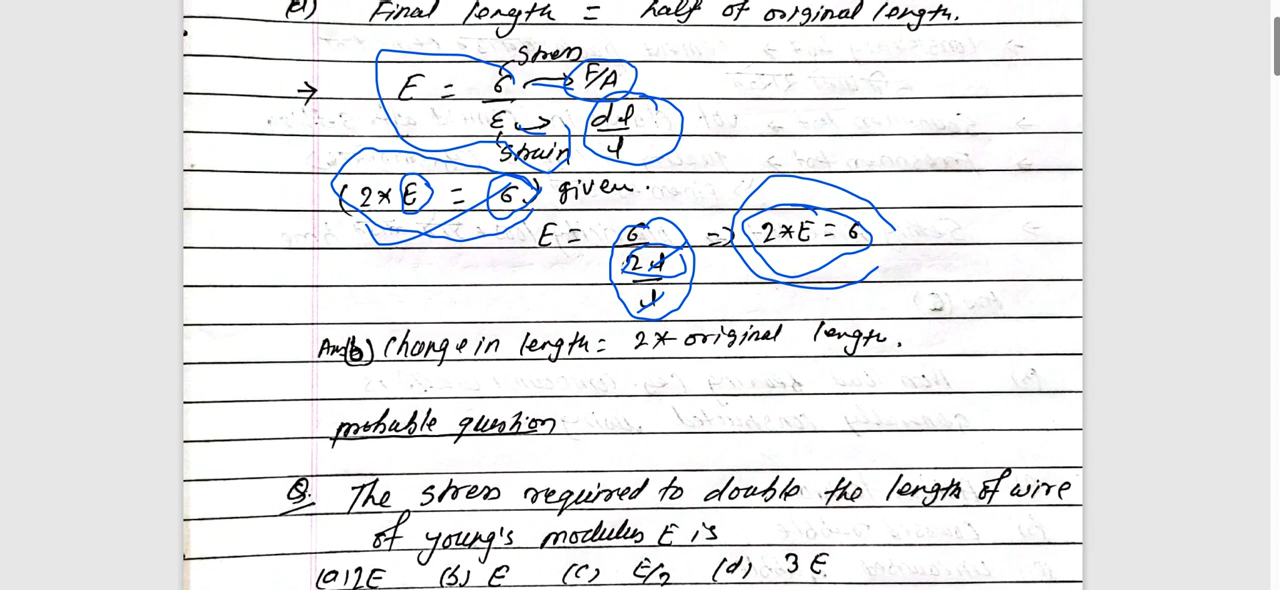 (d) Final length = half of original length.
stress
→ E = σ/ε → F/A
dl/l
strain
(2*E = σ) given.
E = σ/(2l/l) => 2*E = σ
Ans (b) change in length = 2* original length.
probable question
Q. The stress required to double the length of wire
of young's modulus E is
(a) 2E (b) E (c) E/2 (d) 3E